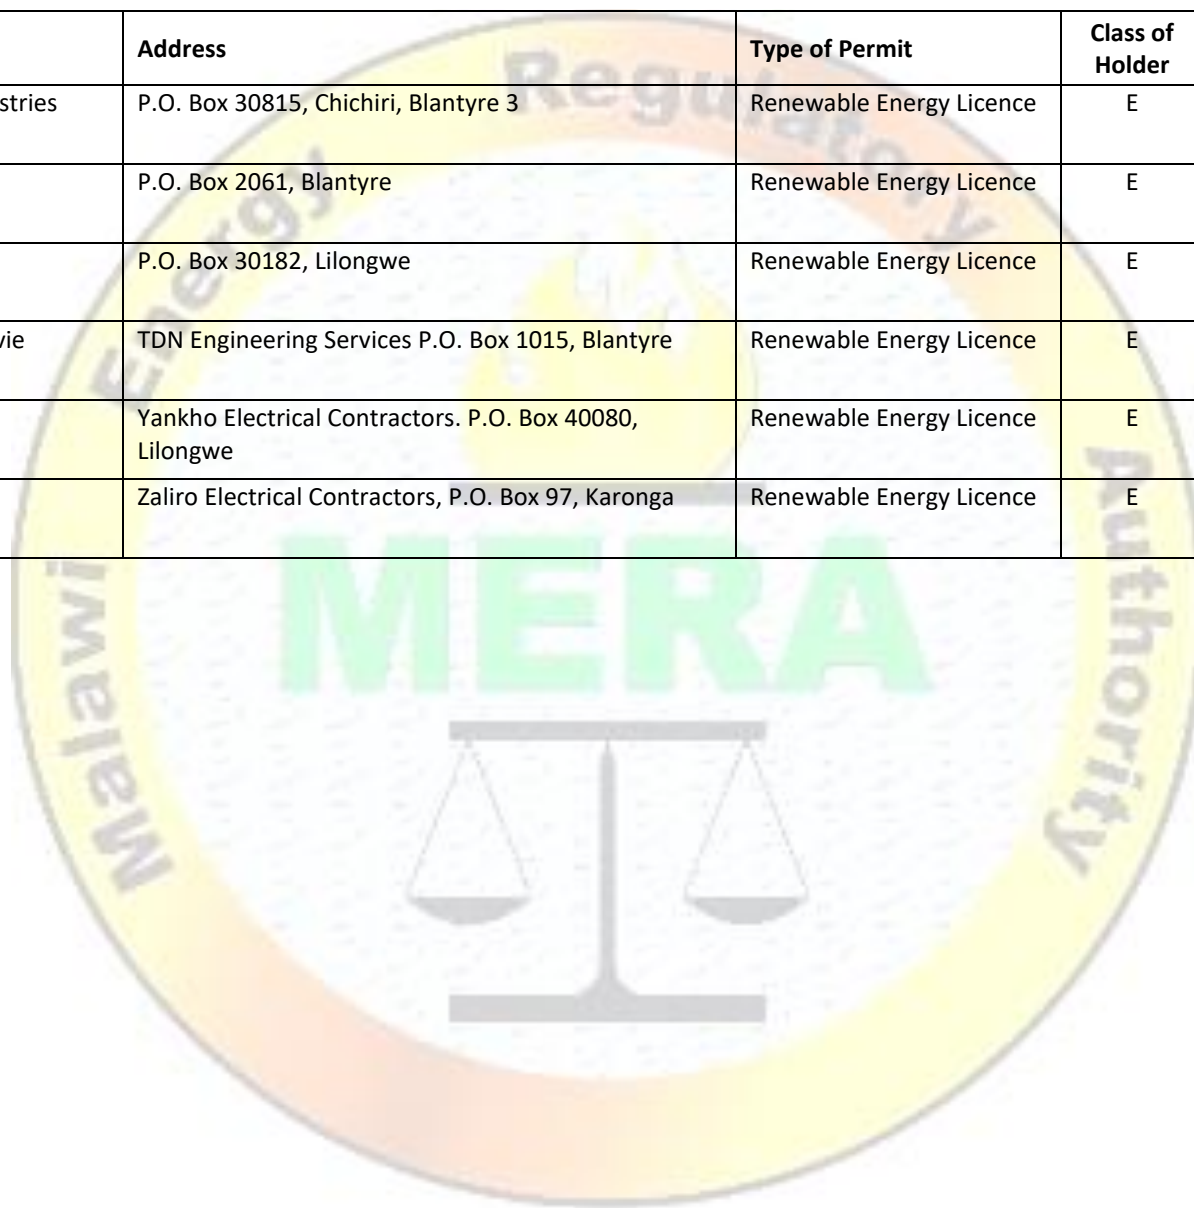 Address Type of Permit Class of
Holder
stries P.O. Box 30815, Chichiri, Blantyre 3 Renewable Energy Licence E
P.O. Box 2061, Blantyre Renewable Energy Licence E
P.O. Box 30182, Lilongwe Renewable Energy Licence E
vie TDN Engineering Services P.O. Box 1015, Blantyre Renewable Energy Licence E
Yankho Electrical Contractors. P.O. Box 40080, Renewable Energy Licence E
Lilongwe
Zaliro Electrical Contractors, P.O. Box 97, Karonga Renewable Energy Licence E
Malawi Energy Regulatory Authority
MERA